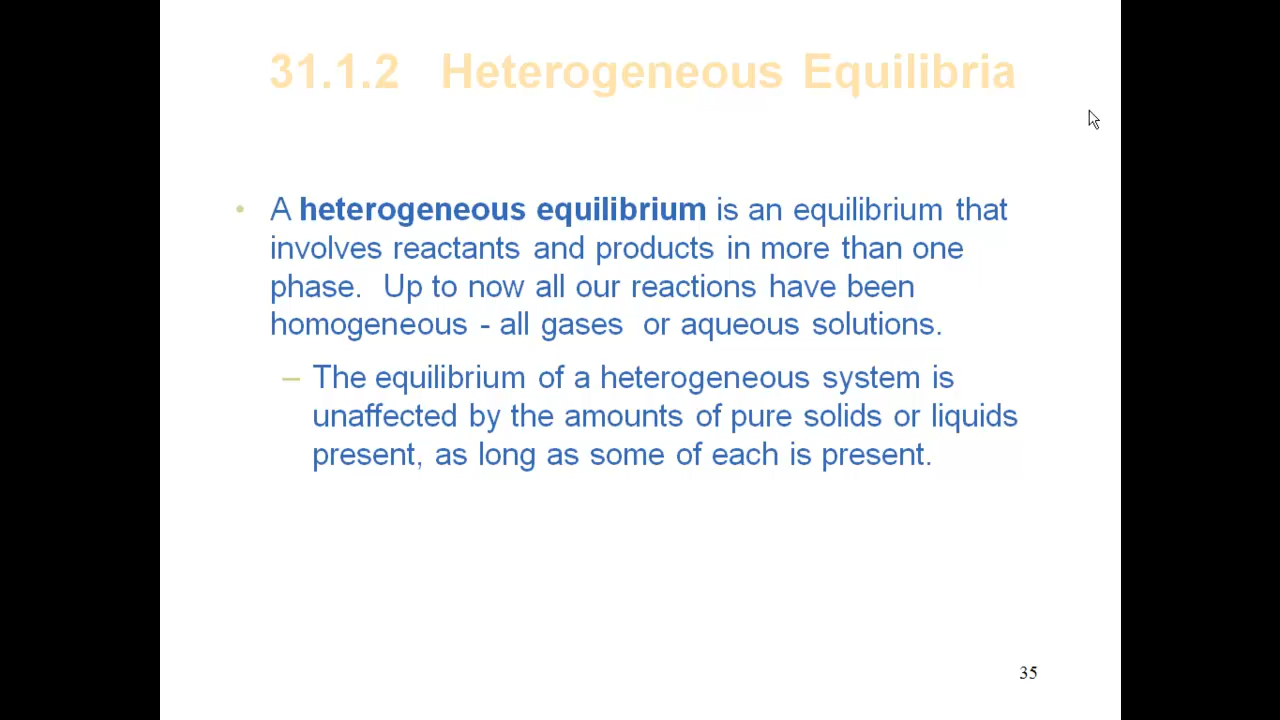 31.1.2 Heterogeneous Equilibria
• A heterogeneous equilibrium is an equilibrium that
involves reactants and products in more than one
phase. Up to now all our reactions have been
homogeneous - all gases or aqueous solutions.
– The equilibrium of a heterogeneous system is
unaffected by the amounts of pure solids or liquids
present, as long as some of each is present.
35